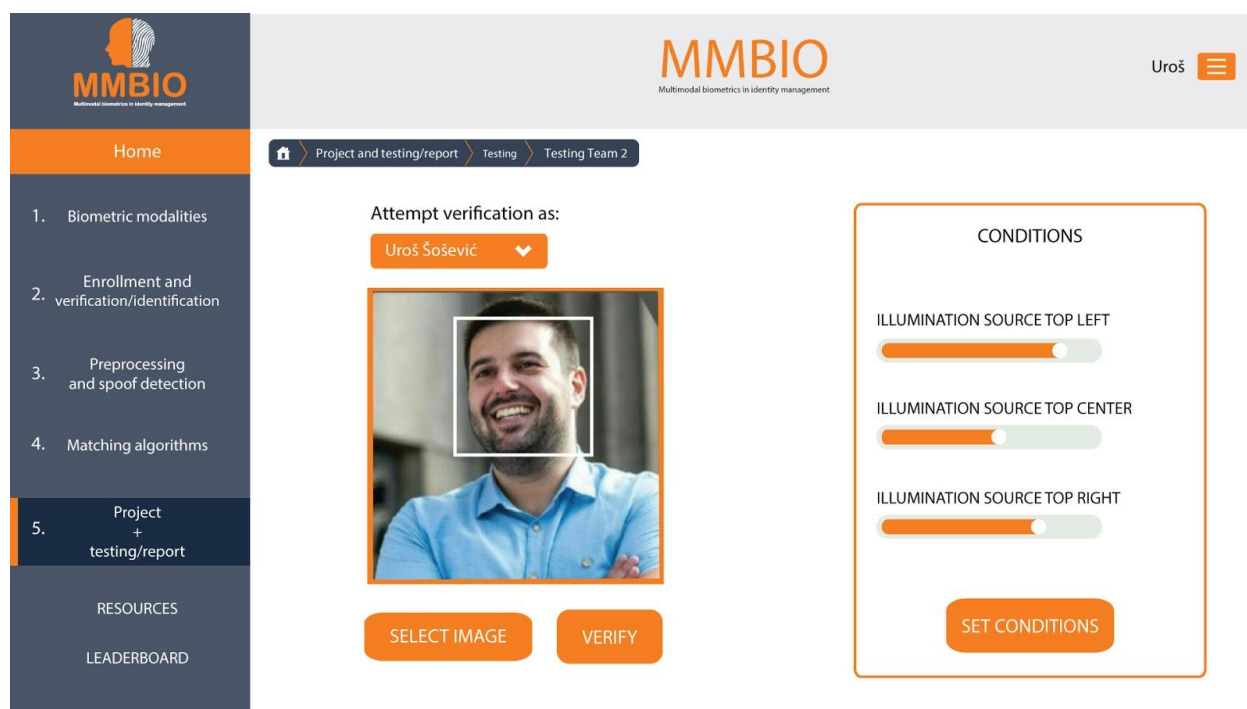 MMBIO
Multimodal biometrics in identity management
MMBIO
Multimodal biometrics in identity management
Uroš
Home
Project and testing/report
Testing
Testing Team 2
1. Biometric modalities
2. Enrollment and
verification/identification
3. Preprocessing
and spoof detection
4. Matching algorithms
5. Project
+
testing/report
RESOURCES
LEADERBOARD
Attempt verification as:
Uroš Šošević
SELECT IMAGE
VERIFY
CONDITIONS
ILLUMINATION SOURCE TOP LEFT
ILLUMINATION SOURCE TOP CENTER
ILLUMINATION SOURCE TOP RIGHT
SET CONDITIONS